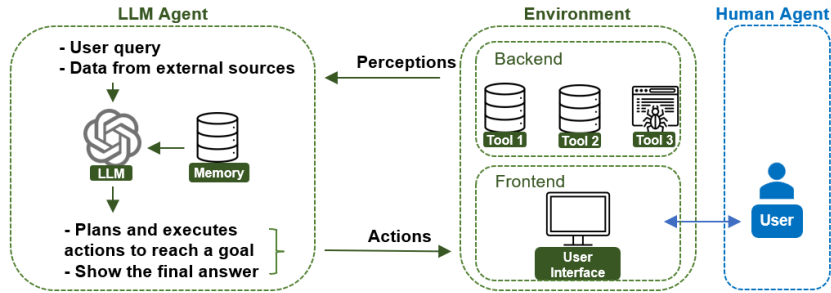 LLM Agent
- User query
- Data from external sources
LLM
Memory
- Plans and executes
actions to reach a goal
- Show the final answer
Perceptions
Actions
Environment
Backend
Tool 1
Tool 2
Tool 3
Frontend
User
Interface
Human Agent
User